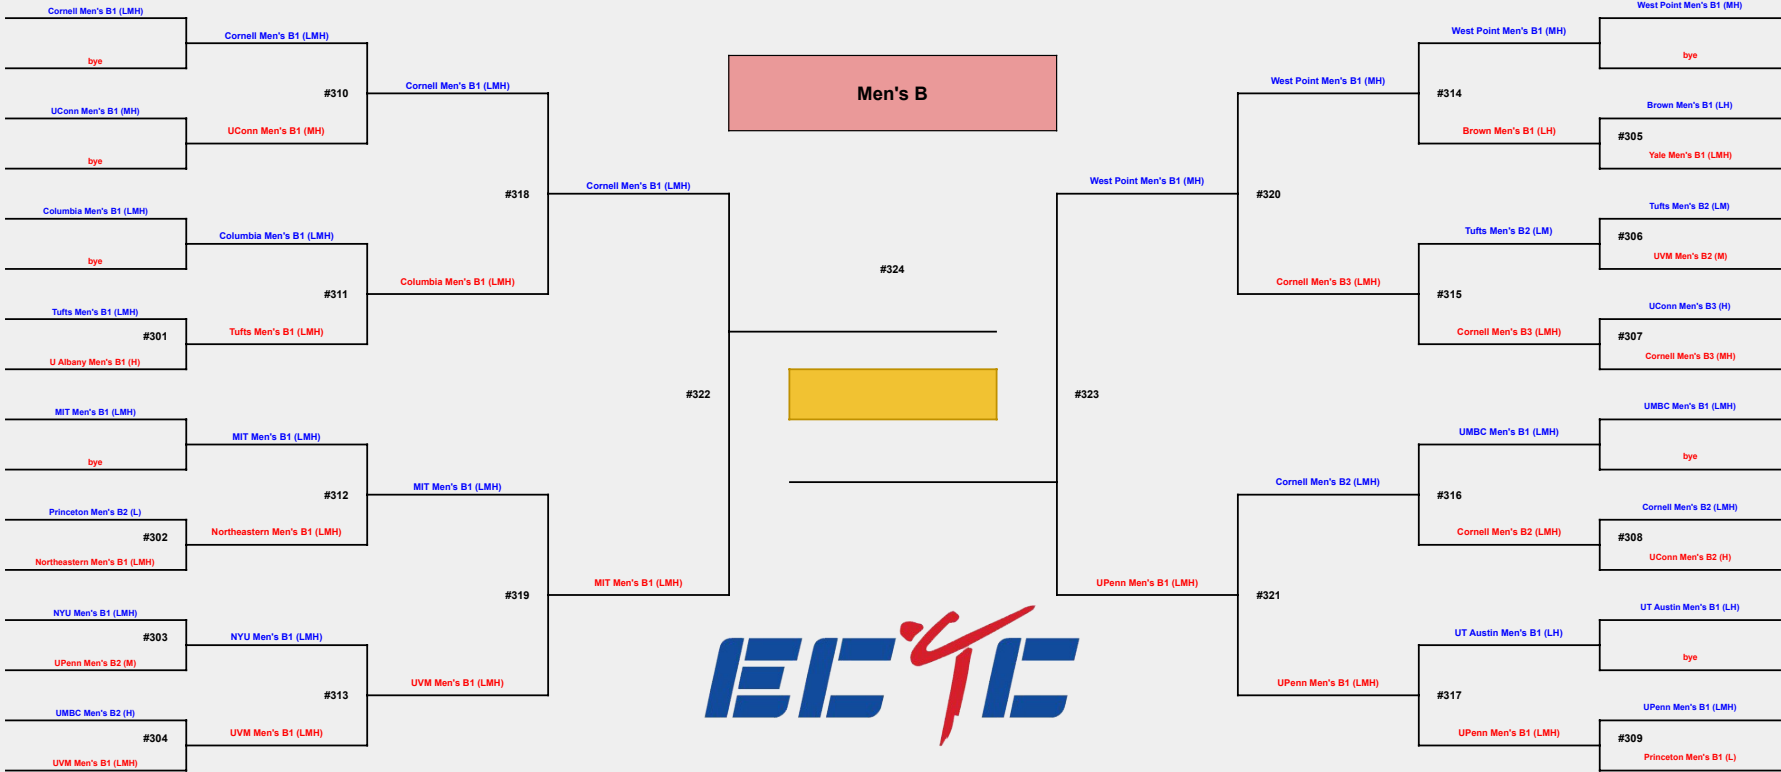 Cornell Men's B1 (LMH)
bye
UConn Men's B1 (MH)
bye
Columbia Men's B1 (LMH)
bye
Tufts Men's B1 (LMH)
#301
U Albany Men's B1 (H)
MIT Men's B1 (LMH)
bye
Princeton Men's B2 (L)
#302
Northeastern Men's B1 (LMH)
NYU Men's B1 (LMH)
#303
UPenn Men's B2 (M)
UMBC Men's B2 (H)
#304
UVM Men's B1 (LMH)
Cornell Men's B1 (LMH)
#310
UConn Men's B1 (MH)
Columbia Men's B1 (LMH)
#311
Tufts Men's B1 (LMH)
MIT Men's B1 (LMH)
#312
Northeastern Men's B1 (LMH)
NYU Men's B1 (LMH)
#313
UVM Men's B1 (LMH)
Cornell Men's B1 (LMH)
#318
Columbia Men's B1 (LMH)
MIT Men's B1 (LMH)
#319
UVM Men's B1 (LMH)
Cornell Men's B1 (LMH)
#322
MIT Men's B1 (LMH)
Men's B
#324
ECTC
West Point Men's B1 (MH)
#323
UPenn Men's B1 (LMH)
West Point Men's B1 (MH)
#320
Cornell Men's B3 (LMH)
Cornell Men's B2 (LMH)
#321
UPenn Men's B1 (LMH)
West Point Men's B1 (MH)
#314
Brown Men's B1 (LH)
Tufts Men's B2 (LM)
#315
Cornell Men's B3 (LMH)
UMBC Men's B1 (LMH)
#316
Cornell Men's B2 (LMH)
UT Austin Men's B1 (LH)
#317
UPenn Men's B1 (LMH)
West Point Men's B1 (MH)
bye
Brown Men's B1 (LH)
#305
Yale Men's B1 (LMH)
Tufts Men's B2 (LM)
#306
UVM Men's B2 (M)
UConn Men's B3 (H)
#307
Cornell Men's B3 (MH)
UMBC Men's B1 (LMH)
bye
Cornell Men's B2 (LMH)
#308
UConn Men's B2 (H)
UT Austin Men's B1 (LH)
bye
UPenn Men's B1 (LMH)
#309
Princeton Men's B1 (L)